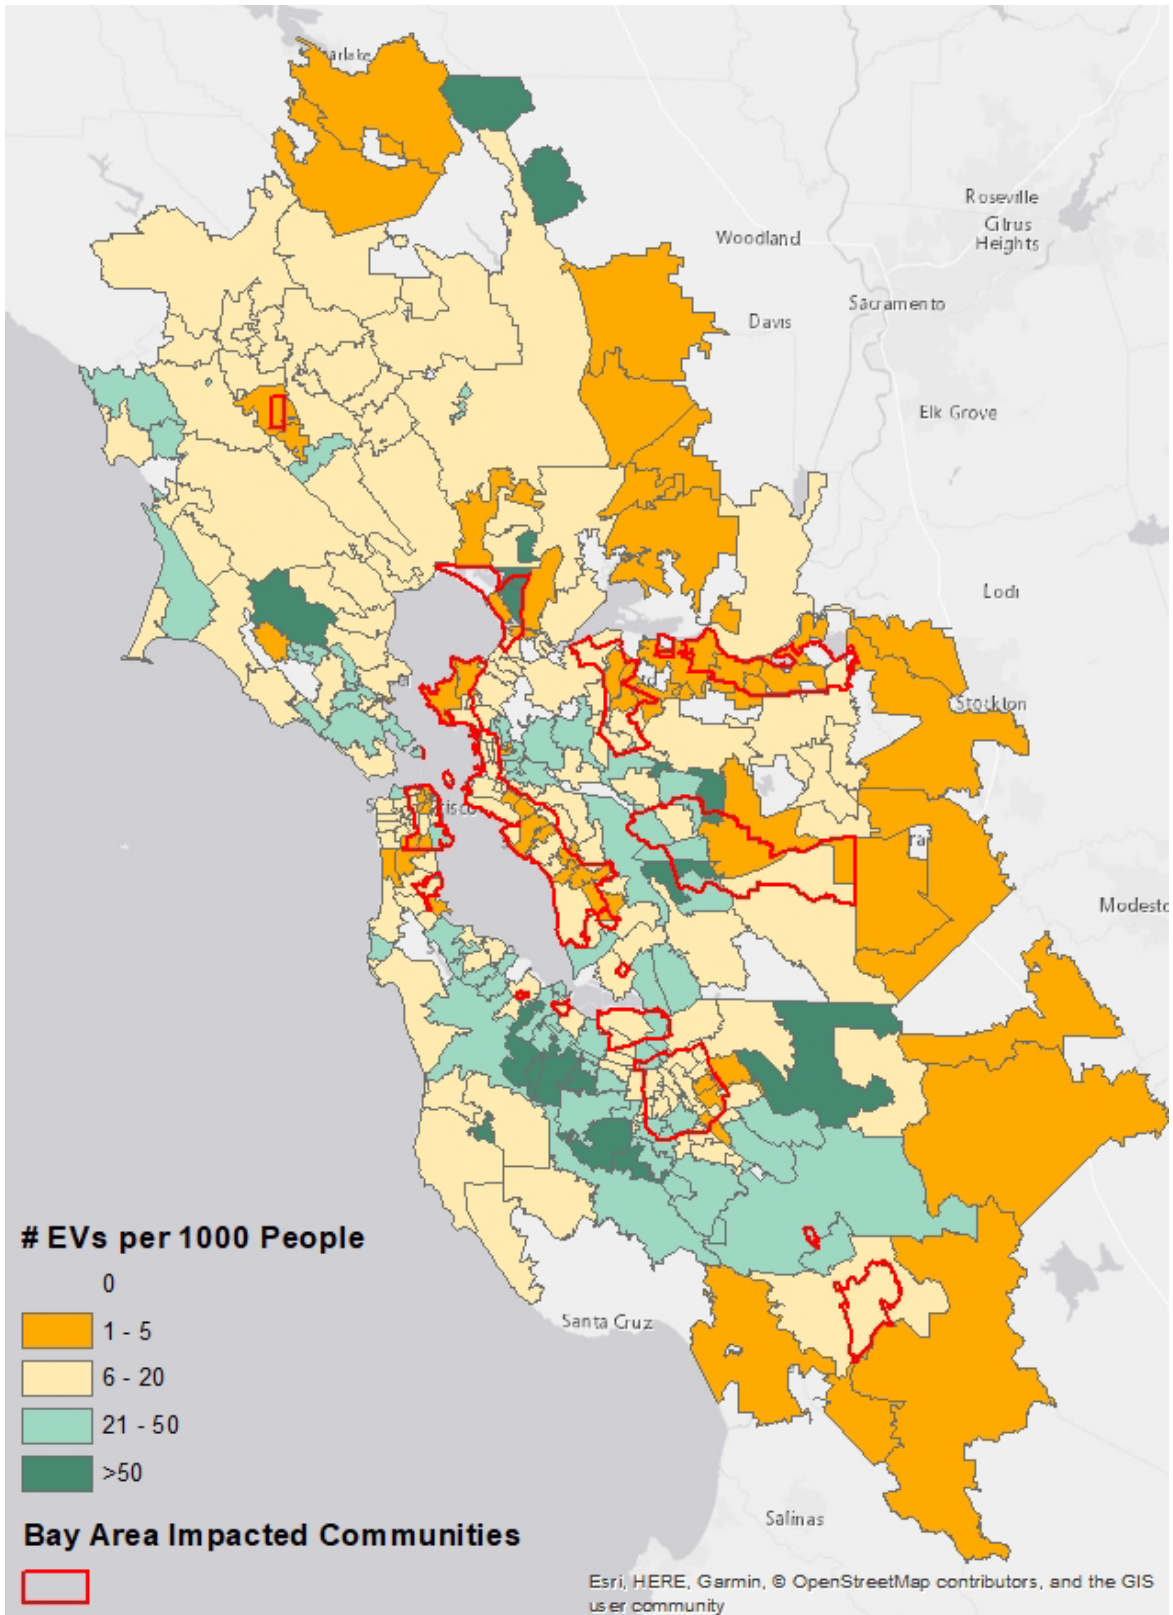 Woodland
Roseville
Citrus
Heights
Sacramento
Davis
Elk Grove
Lodi
Stockton
Modesto
# EVs per 1000 People
0
1 - 5
6 - 20
21 - 50
>50
Santa Cruz
Bay Area Impacted Communities
Salinas
Esri, HERE, Garmin, © OpenStreetMap contributors, and the GIS
user community